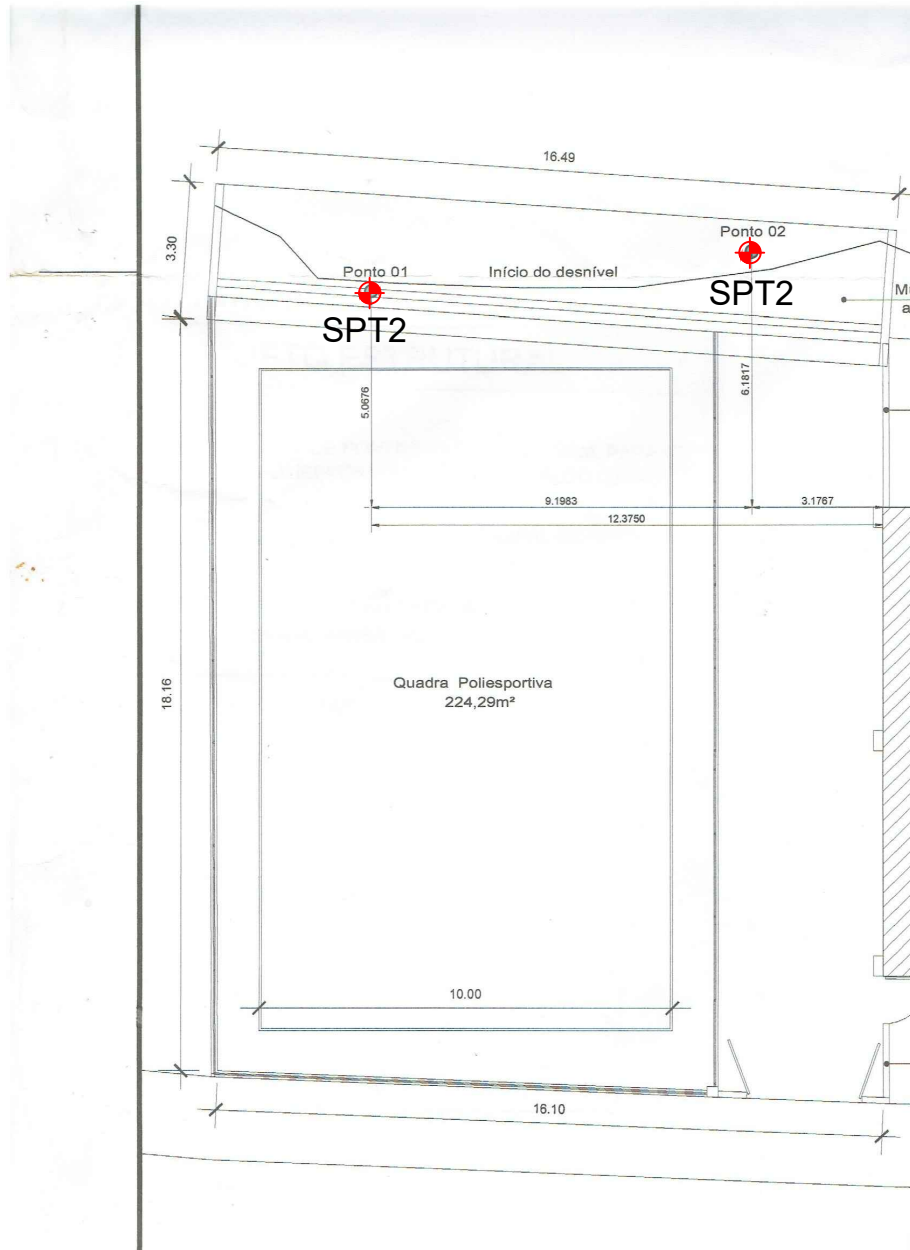 16.49
3.30
Ponto 02
Ponto 01
Início do desnível
SPT2
SPT2
5.0676
6.1817
9.1983
3.1767
12.3750
Quadra Poliesportiva
224,29m²
18.16
10.00
16.10